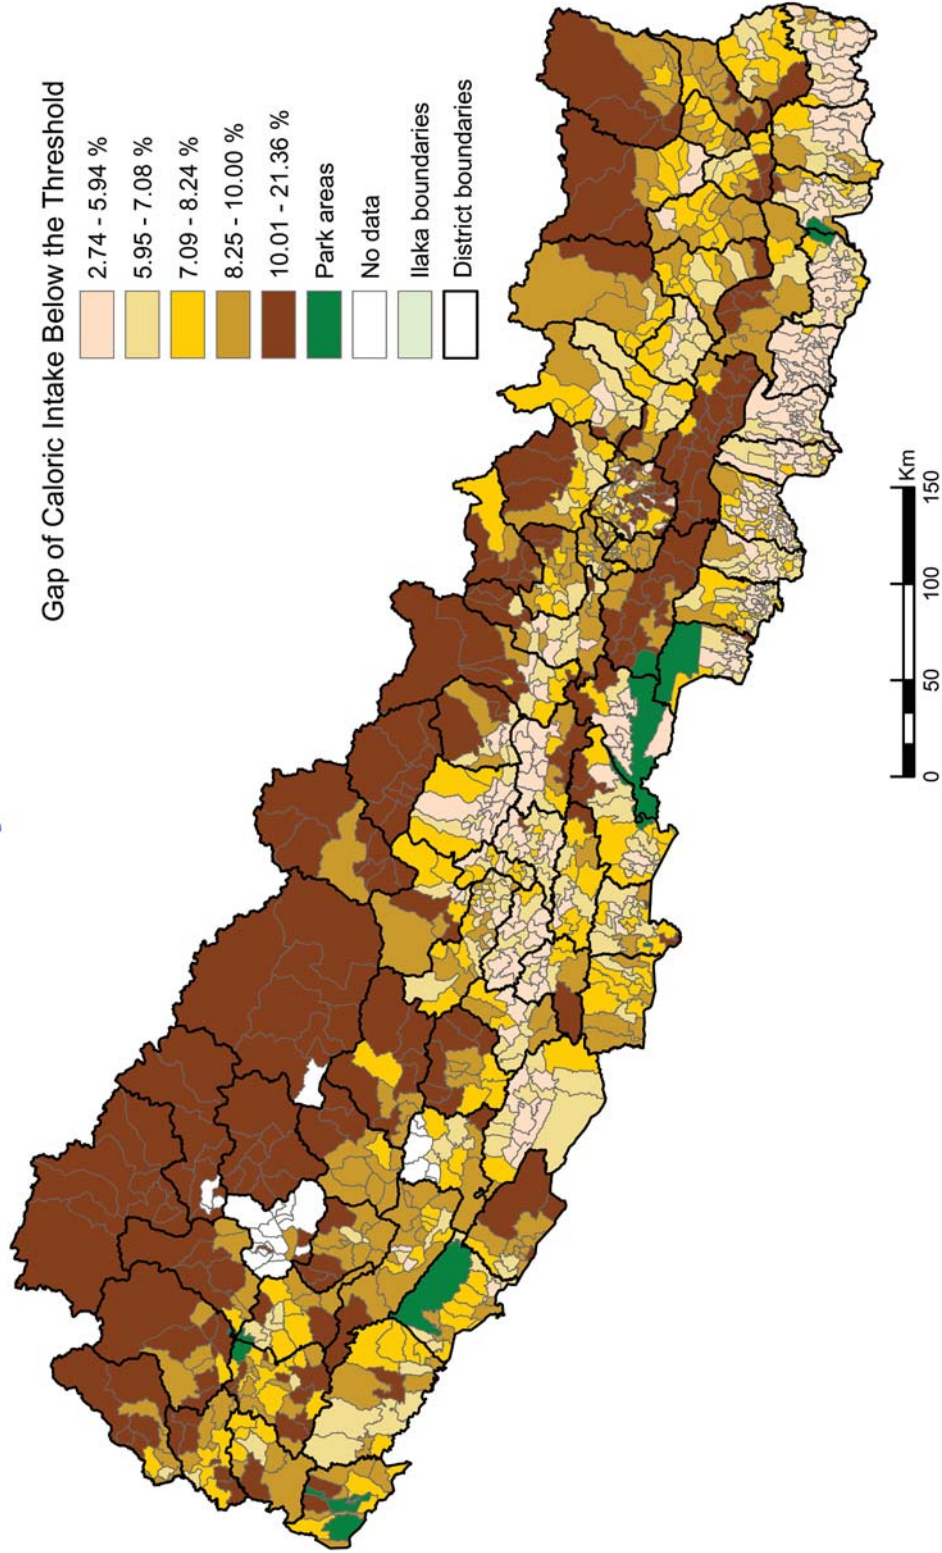 Gap of Caloric Intake Below the Threshold
2.74 - 5.94 %
5.95 - 7.08 %
7.09 - 8.24 %
8.25 - 10.00 %
10.01 - 21.36 %
Park areas
No data
Ilaka boundaries
District boundaries
Km
0 50 100 150